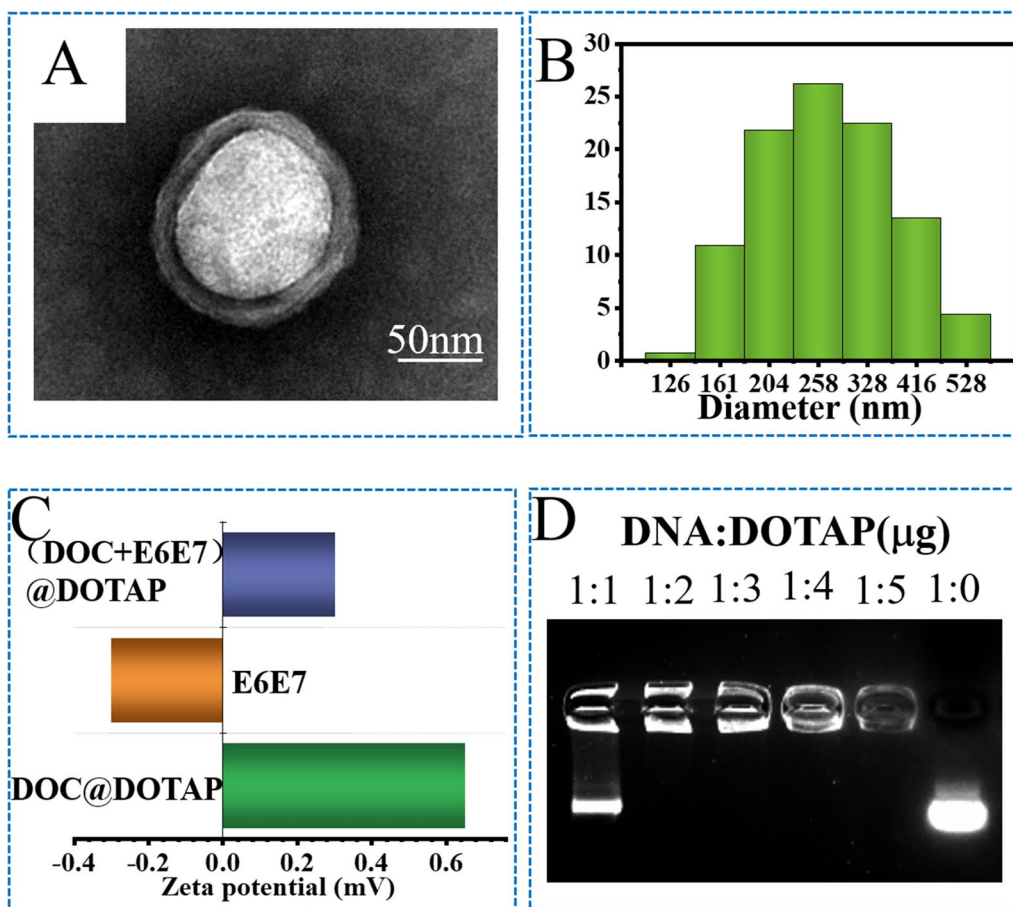 A
50nm
B
30
25
20
15
10
5
0
126 161 204 258 328 416 528
Diameter (nm)
C
（DOC+E6E7）
@DOTAP
E6E7
DOC@DOTAP
-0.4 -0.2 0.0 0.2 0.4 0.6
Zeta potential (mV)
D
DNA:DOTAP(μg)
1:1 1:2 1:3 1:4 1:5 1:0